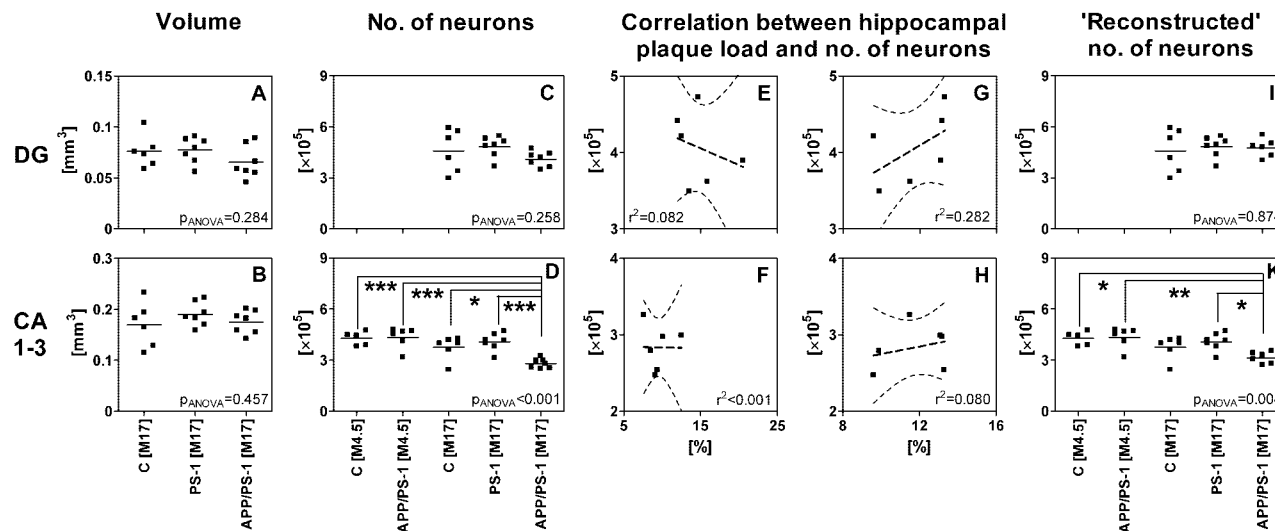 Volume
No. of neurons
Correlation between hippocampal
plaque load and no. of neurons
'Reconstructed'
no. of neurons
DG
[mm³]
0.15
0.1
0.05
0
A
pANOVA=0.284
[×10⁵]
9
6
3
0
C
pANOVA=0.258
[×10⁵]
5
4
3
E
r²=0.082
[×10⁵]
5
4
3
G
r²=0.282
[×10⁵]
9
6
3
0
I
pANOVA=0.874
CA
1-3
[mm³]
0.3
0.2
0.1
0
B
pANOVA=0.457
C [M17]
PS-1 [M17]
APP/PS-1 [M17]
[×10⁵]
9
6
3
0
D
*** *** * ***
pANOVA<0.001
C [M4.5]
APP/PS-1 [M4.5]
C [M17]
PS-1 [M17]
APP/PS-1 [M17]
[×10⁵]
4
3
2
F
r²<0.001
5 15 25
[%]
[×10⁵]
4
3
2
H
r²=0.080
8 12 16
[%]
[×10⁵]
9
6
3
0
K
* ** *
pANOVA=0.004
C [M4.5]
APP/PS-1 [M4.5]
C [M17]
PS-1 [M17]
APP/PS-1 [M17]